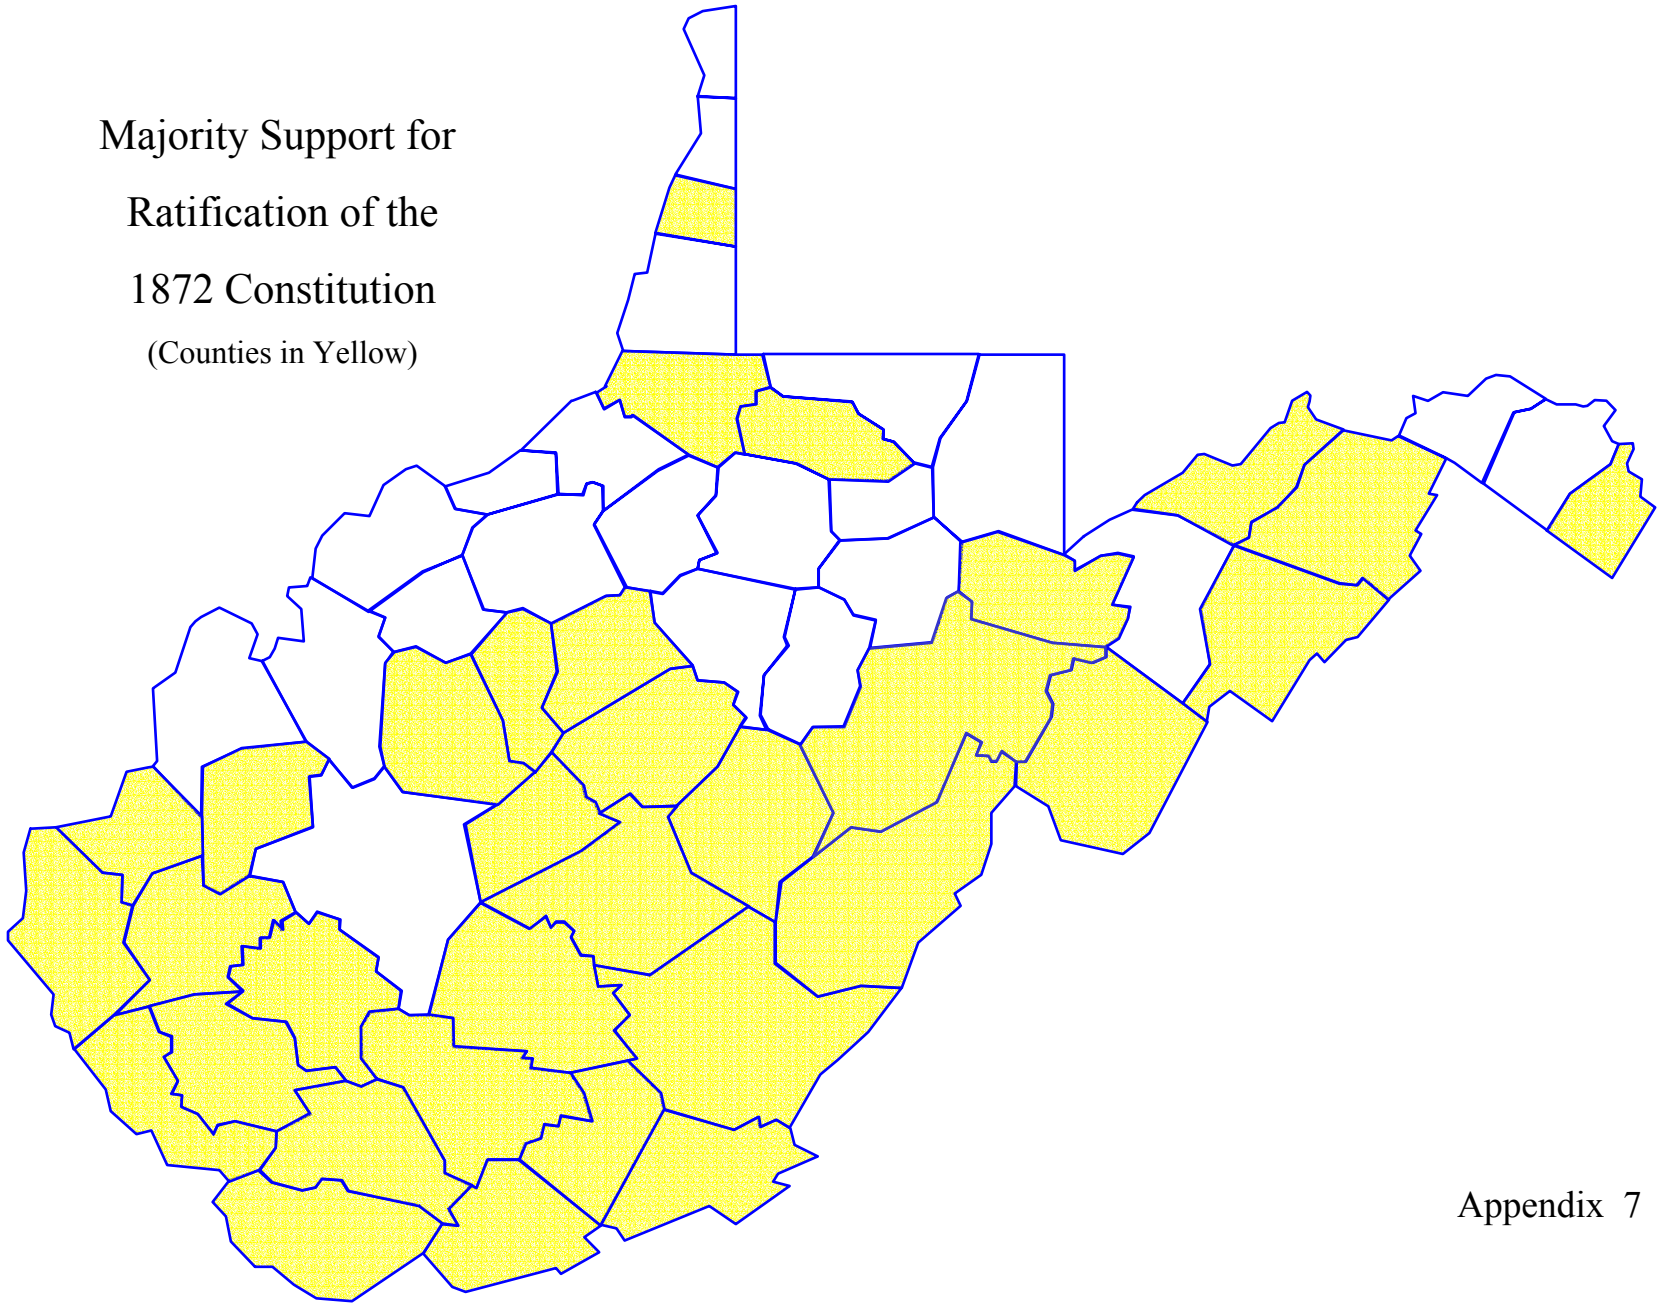 Majority Support for
Ratification of the
1872 Constitution
(Counties in Yellow)
Appendix 7